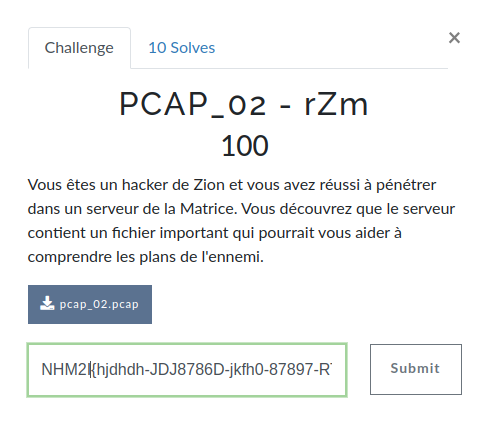 Challenge
10 Solves
×
PCAP_02 - rZm
100
Vous êtes un hacker de Zion et vous avez réussi à pénétrer
dans un serveur de la Matrice. Vous découvrez que le serveur
contient un fichier important qui pourrait vous aider à
comprendre les plans de l'ennemi.
pcap_02.pcap
NHM2I{hjdhdh-JDJ8786D-jkfh0-87897-R
Submit